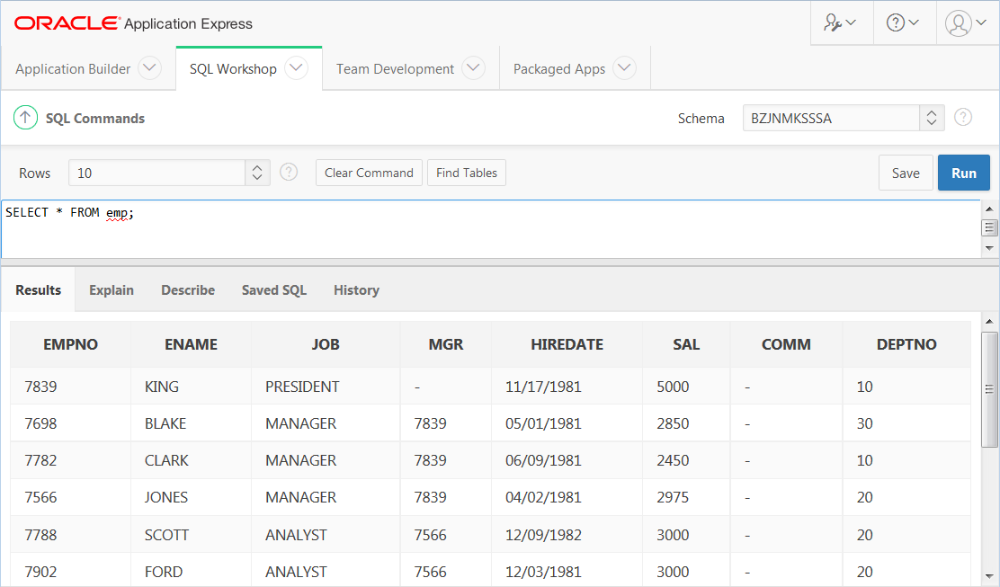 ORACLE® Application Express
Application Builder SQL Workshop Team Development Packaged Apps
SQL Commands Schema BZJNMKSSSA ?
Rows 10 ? Clear Command Find Tables Save Run
SELECT * FROM emp;
Results Explain Describe Saved SQL History
EMPNO ENAME JOB MGR HIREDATE SAL COMM DEPTNO
7839 KING PRESIDENT - 11/17/1981 5000 - 10
7698 BLAKE MANAGER 7839 05/01/1981 2850 - 30
7782 CLARK MANAGER 7839 06/09/1981 2450 - 10
7566 JONES MANAGER 7839 04/02/1981 2975 - 20
7788 SCOTT ANALYST 7566 12/09/1982 3000 - 20
7902 FORD ANALYST 7566 12/03/1981 3000 - 20